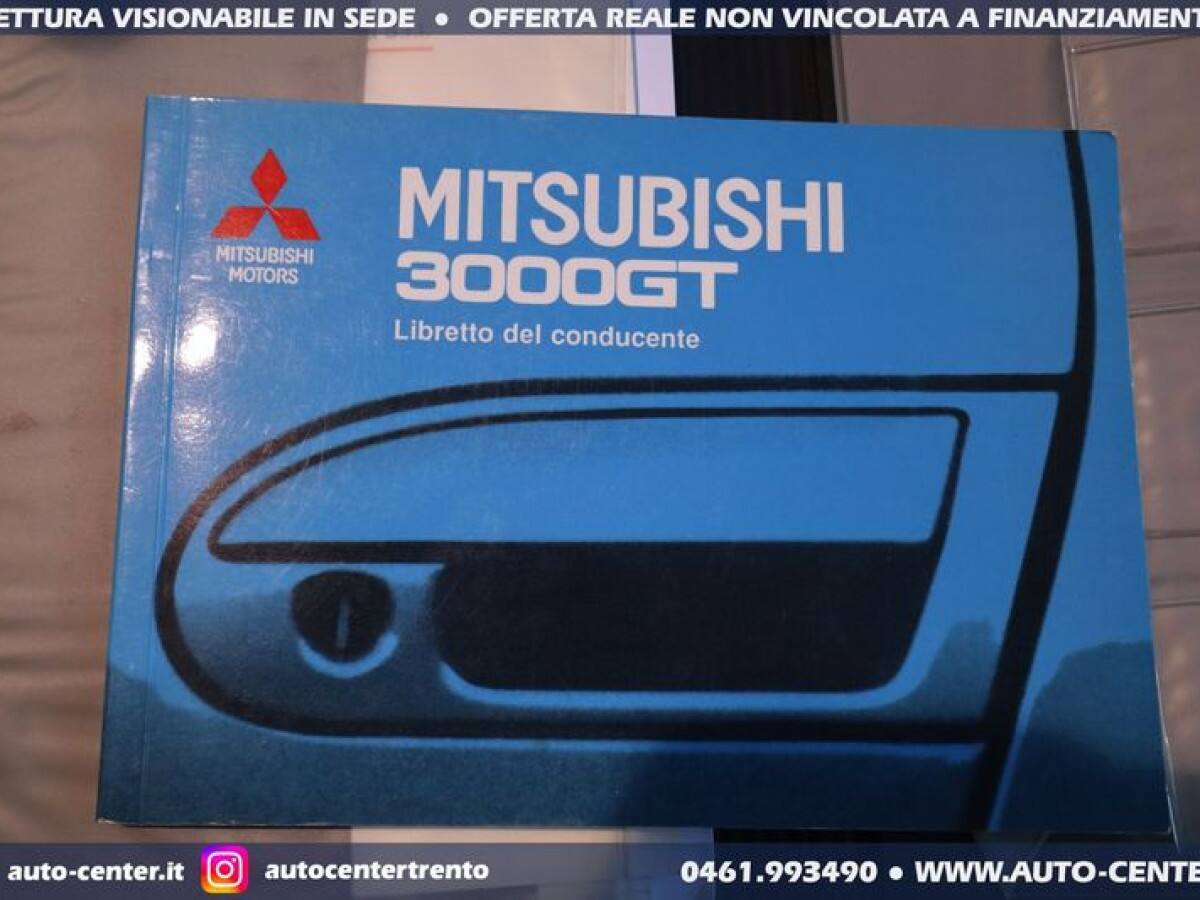 ETTURA VISIONABILE IN SEDE ● OFFERTA REALE NON VINCOLATA A FINANZIAMENT
MITSUBISHI
3000GT
Libretto del conducente
MITSUBISHI
MOTORS
auto-center.it autocentertrento 0461.993490 ● WWW.AUTO-CENTE